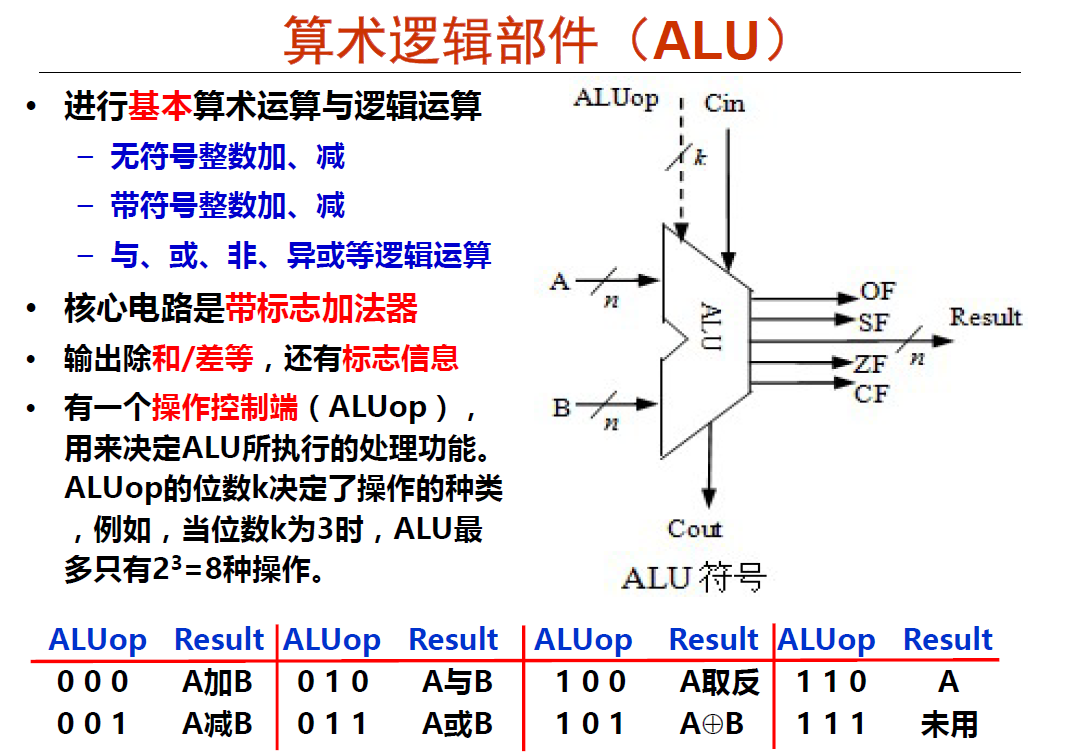 算术逻辑部件（ALU）
• 进行基本算术运算与逻辑运算
– 无符号整数加、减
– 带符号整数加、减
– 与、或、非、异或等逻辑运算
• 核心电路是带标志加法器
• 输出除和/差等，还有标志信息
• 有一个操作控制端（ALUop），
用来决定ALU所执行的处理功能。
ALUop的位数k决定了操作的种类
，例如，当位数k为3时，ALU最
多只有2³=8种操作。
ALUop Cin
k
A n
ALU
OF
SF
Result
n
ZF
CF
B n
Cout
ALU 符号
ALUop Result ALUop Result ALUop Result ALUop Result
0 0 0 A加B 0 1 0 A与B 1 0 0 A取反 1 1 0 A
0 0 1 A减B 0 1 1 A或B 1 0 1 A⊕B 1 1 1 未用